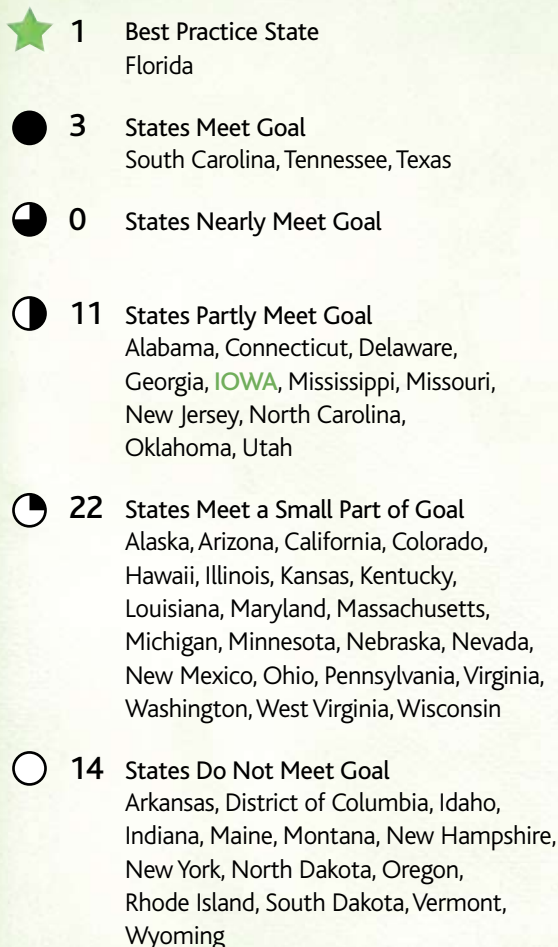 1 Best Practice State
Florida
3 States Meet Goal
South Carolina, Tennessee, Texas
0 States Nearly Meet Goal
11 States Partly Meet Goal
Alabama, Connecticut, Delaware,
Georgia, IOWA, Mississippi, Missouri,
New Jersey, North Carolina,
Oklahoma, Utah
22 States Meet a Small Part of Goal
Alaska, Arizona, California, Colorado,
Hawaii, Illinois, Kansas, Kentucky,
Louisiana, Maryland, Massachusetts,
Michigan, Minnesota, Nebraska, Nevada,
New Mexico, Ohio, Pennsylvania, Virginia,
Washington, West Virginia, Wisconsin
14 States Do Not Meet Goal
Arkansas, District of Columbia, Idaho,
Indiana, Maine, Montana, New Hampshire,
New York, North Dakota, Oregon,
Rhode Island, South Dakota, Vermont,
Wyoming